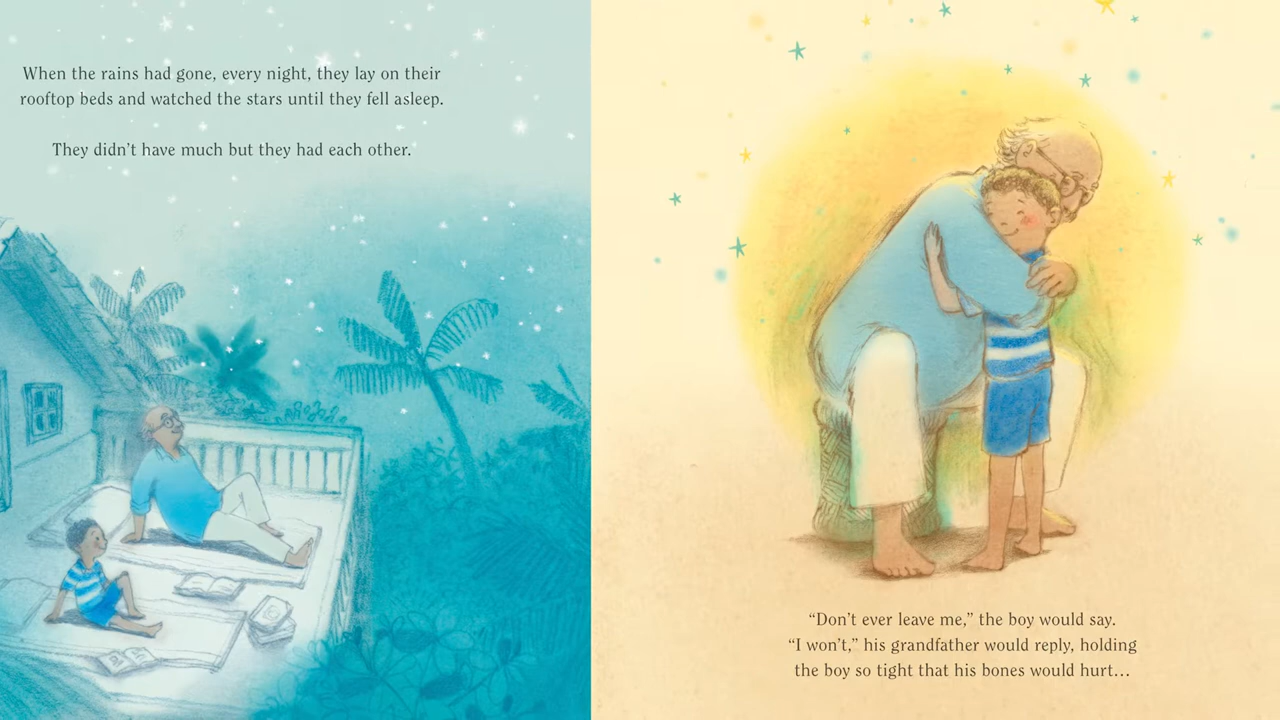 When the rains had gone, every night, they lay on their
rooftop beds and watched the stars until they fell asleep.
They didn’t have much but they had each other.
“Don’t ever leave me,” the boy would say.
“I won’t,” his grandfather would reply, holding
the boy so tight that his bones would hurt…